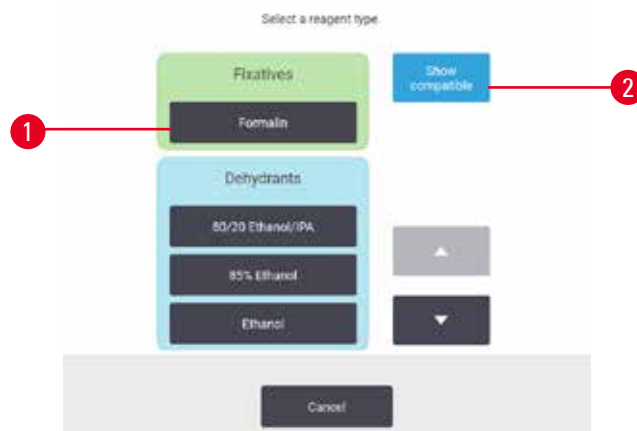 Select a reagent type.
Fixatives
Show
compatible
2
1
Formalin
Dehydrants
80/20 Ethanol/IPA
85% Ethanol
Ethanol
Cancel